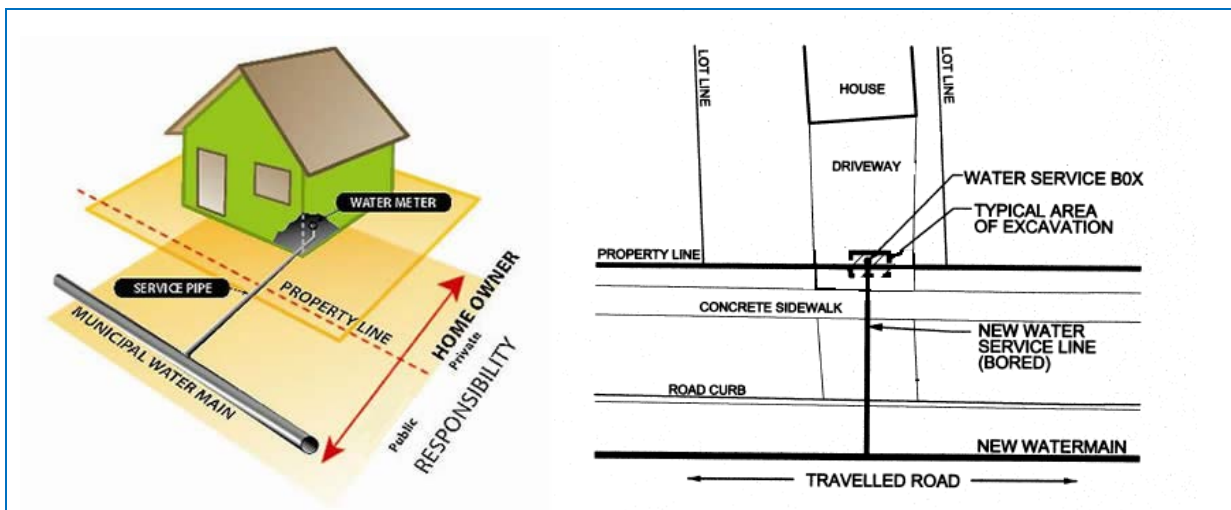 WATER METER
SERVICE PIPE
PROPERTY LINE
MUNICIPAL WATER MAIN
HOME OWNER
Private
Public
RESPONSIBILITY
LOT LINE
LOT LINE
HOUSE
DRIVEWAY
WATER SERVICE B0X
TYPICAL AREA
OF EXCAVATION
PROPERTY LINE
CONCRETE SIDEWALK
NEW WATER
SERVICE LINE
(BORED)
ROAD CURB
NEW WATERMAIN
TRAVELLED ROAD